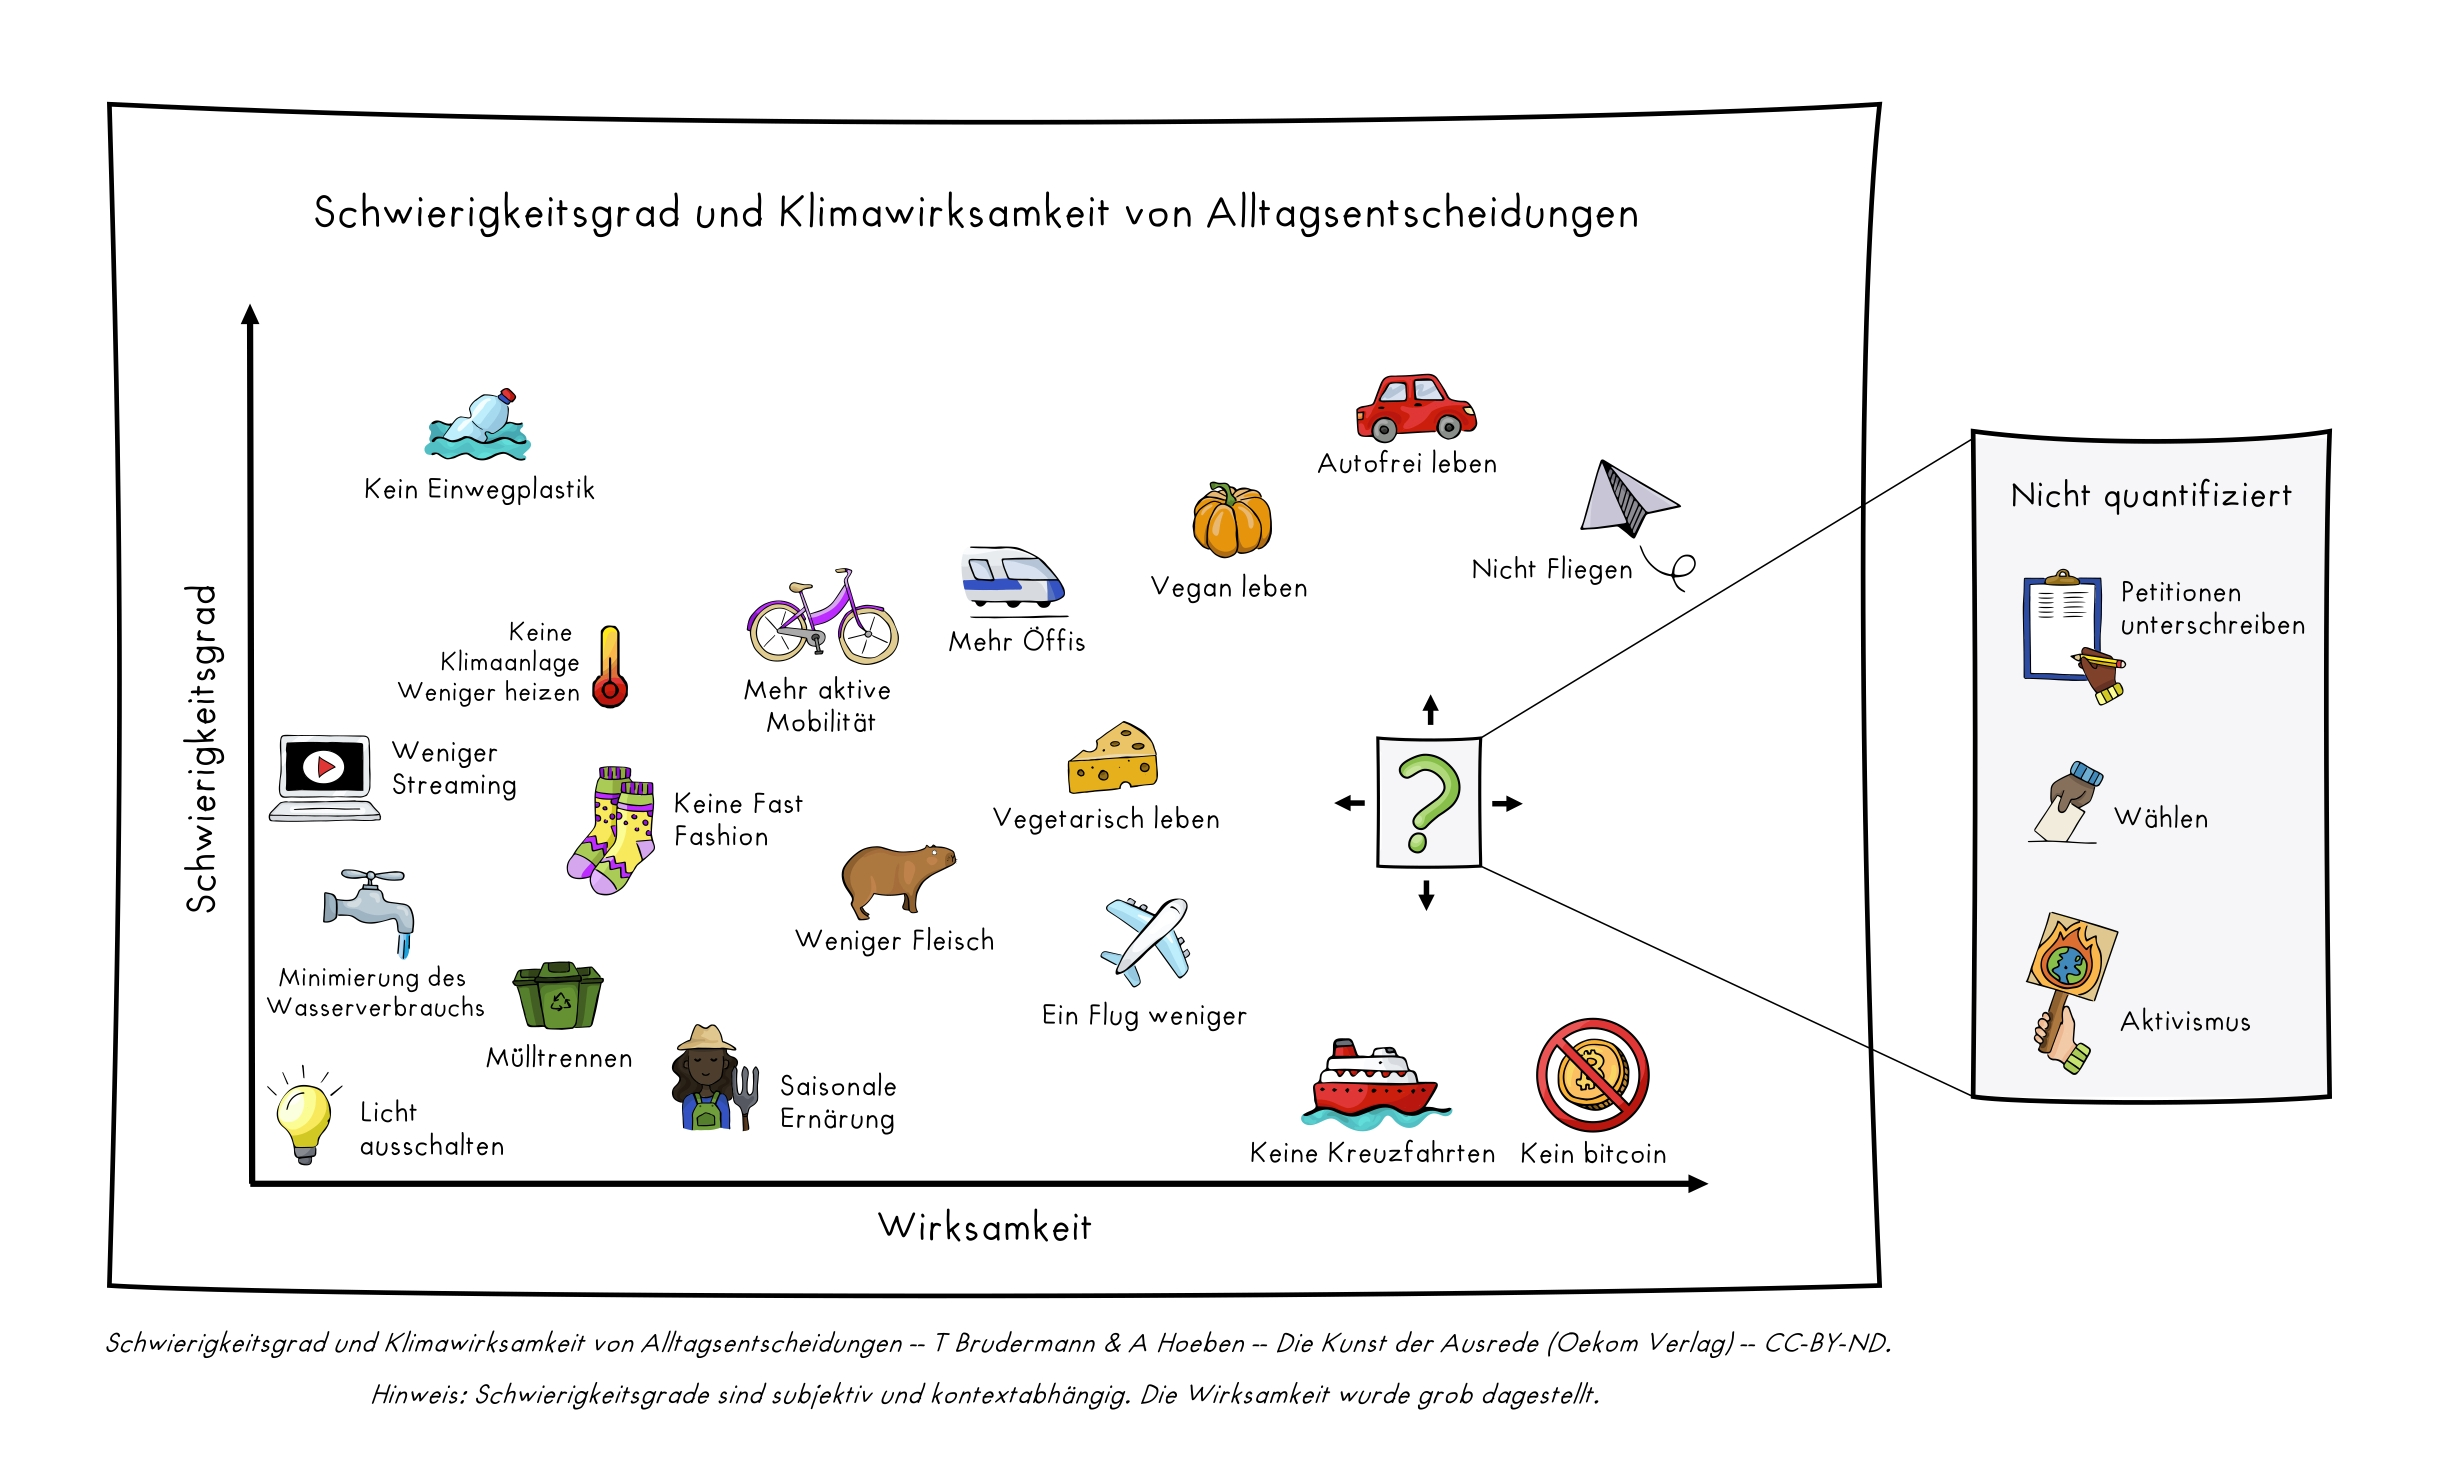 Schwierigkeitsgrad und Klimawirksamkeit von Alltagsentscheidungen
Schwierigkeitsgrad
Kein Einwegplastik
Autofrei leben
Nicht Fliegen
Vegan leben
Mehr Öffis
Keine
Klimaanlage
Weniger heizen
Mehr aktive
Mobilität
Weniger
Streaming
Keine Fast
Fashion
Vegetarisch leben
?
Weniger Fleisch
Minimierung des
Wasserverbrauchs
Ein Flug weniger
Mülltrennen
Saisonale
Ernärung
Licht
ausschalten
Keine Kreuzfahrten
Kein bitcoin
Wirksamkeit
Nicht quantifiziert
Petitionen
unterschreiben
Wählen
Aktivismus
Schwierigkeitsgrad und Klimawirksamkeit von Alltagsentscheidungen -- T Brudermann & A Hoeben -- Die Kunst der Ausrede (Oekom Verlag) -- CC-BY-ND.
Hinweis: Schwierigkeitsgrade sind subjektiv und kontextabhängig. Die Wirksamkeit wurde grob dagestellt.